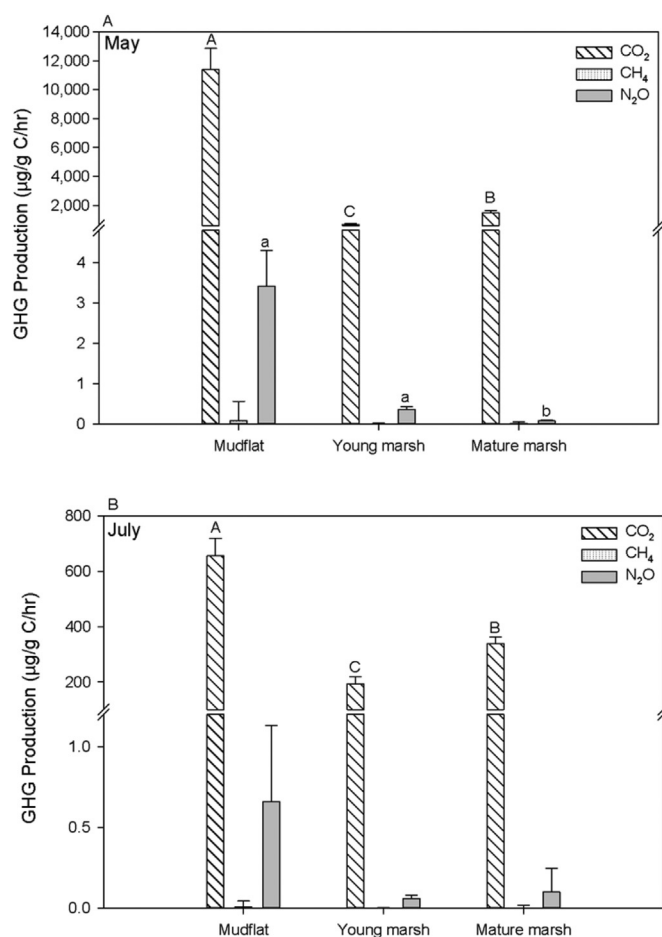 A
May
14,000
12,000
10,000
8,000
6,000
4,000
2,000
4
3
2
1
0
GHG Production (µg/g C/hr)
A
C
B
a
a
b
CO₂
CH₄
N₂O
Mudflat Young marsh Mature marsh
B
July
800
600
400
200
1.0
0.5
0.0
GHG Production (µg/g C/hr)
A
C
B
CO₂
CH₄
N₂O
Mudflat Young marsh Mature marsh